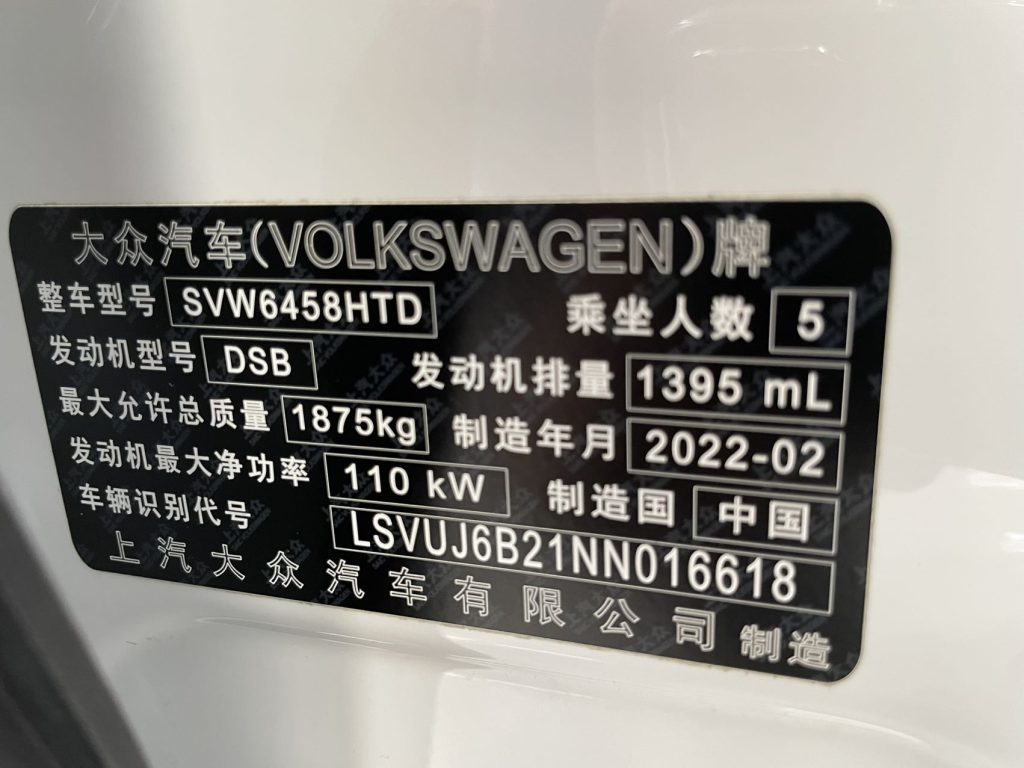 大众汽车(VOLKSWAGEN)牌
整车型号 SVW6458HTD 乘坐人数 5
发动机型号 DSB 发动机排量 1395 mL
最大允许总质量 1875kg 制造年月 2022-02
发动机最大净功率 110 kW 制造国 中国
车辆识别代号 LSVUJ6B21NN016618
上汽大众汽车有限公司制造